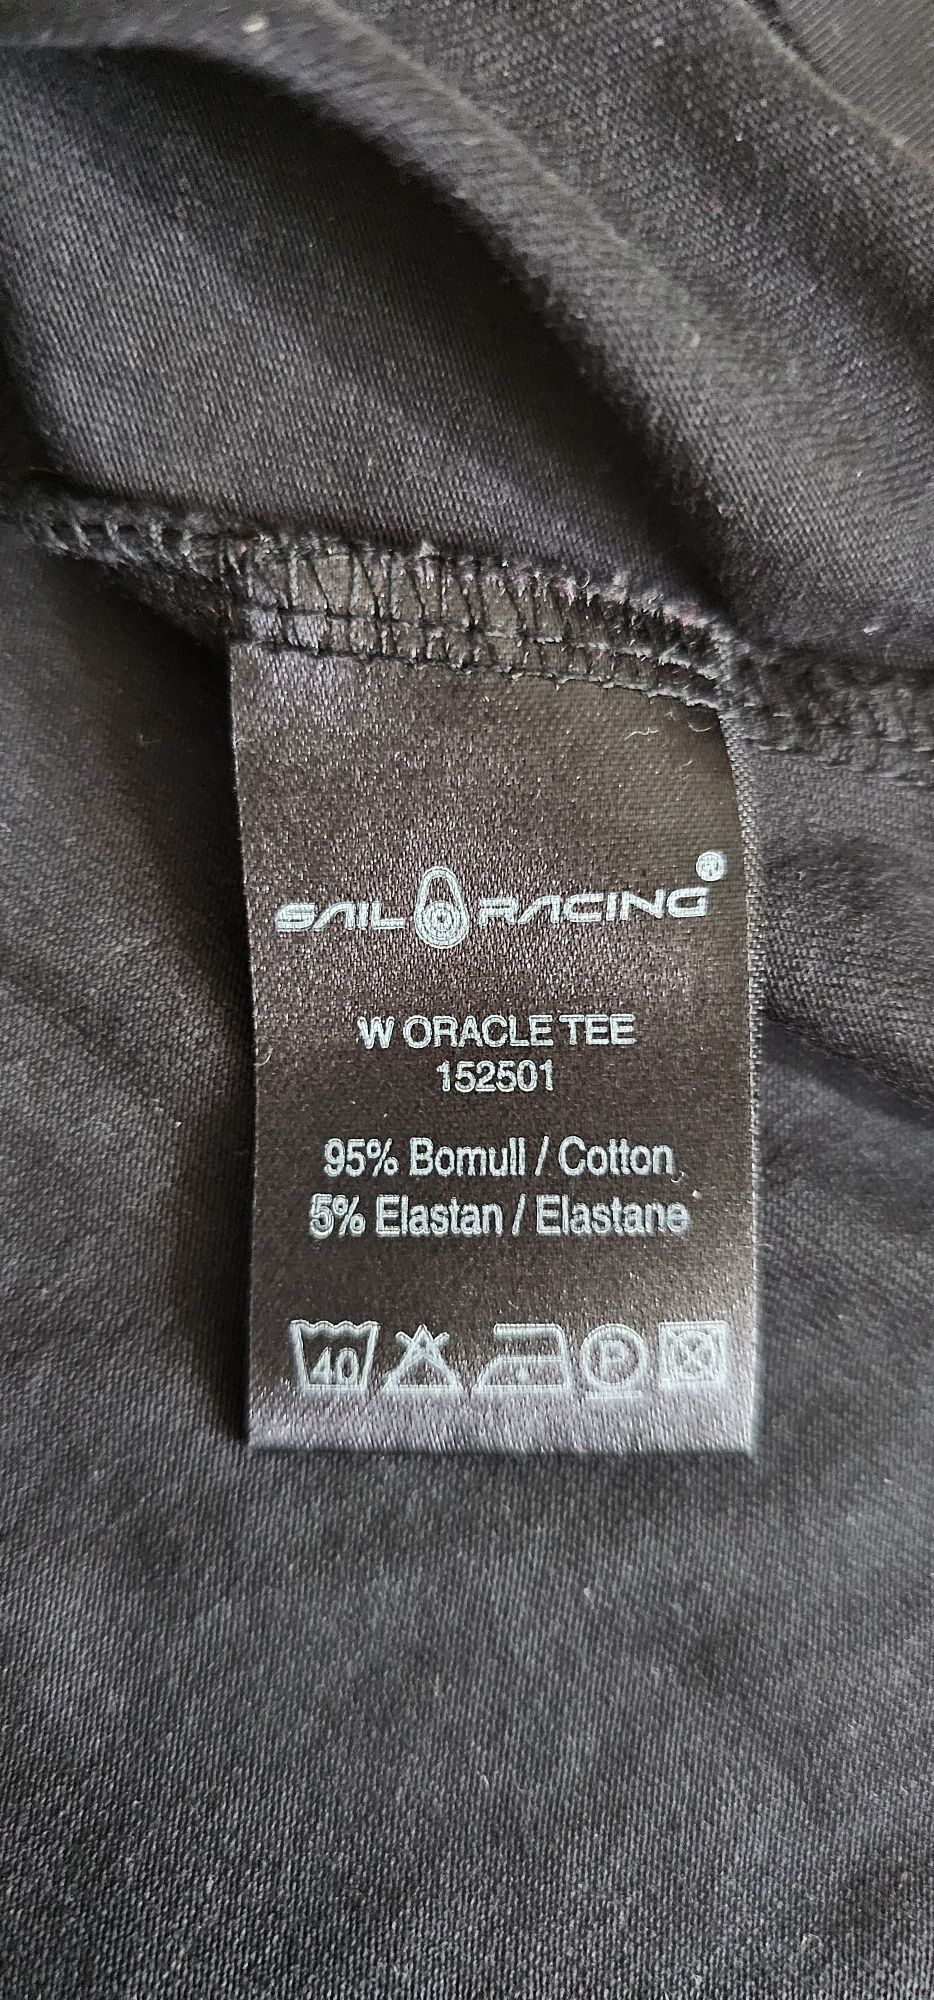 SAIL RACING®
W ORACLE TEE
152501
95% Bomull / Cotton
5% Elastan / Elastane
40 P